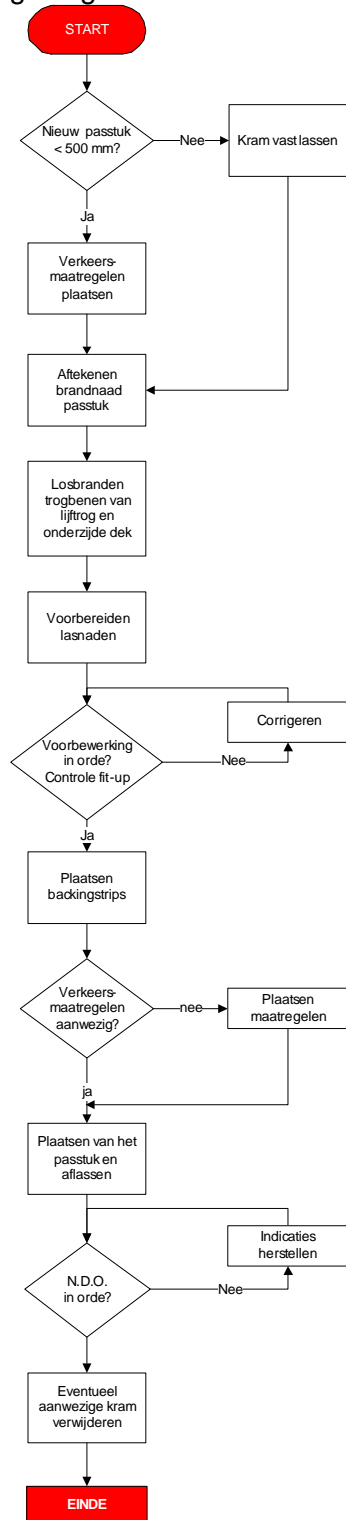 START
Nieuw passtuk
< 500 mm?
Nee
Kram vast lassen
Ja
Verkeers-
maatregelen
plaatsen
Aftekenen
brandnaad
passtuk
Losbranden
trogbenen van
lijftrog en
onderzijde dek
Voorbereiden
lasnaden
Corrigeren
Voorbewerking
in orde?
Controle fit-up
Nee
Ja
Plaatsen
backingstrips
Verkeers-
maatregelen
aanwezig?
nee
Plaatsen
maatregelen
ja
Plaatsen van het
passtuk en
aflassen
Indicaties
herstellen
N.D.O.
in orde?
Nee
Eventueel
aanwezige kram
verwijderen
EINDE